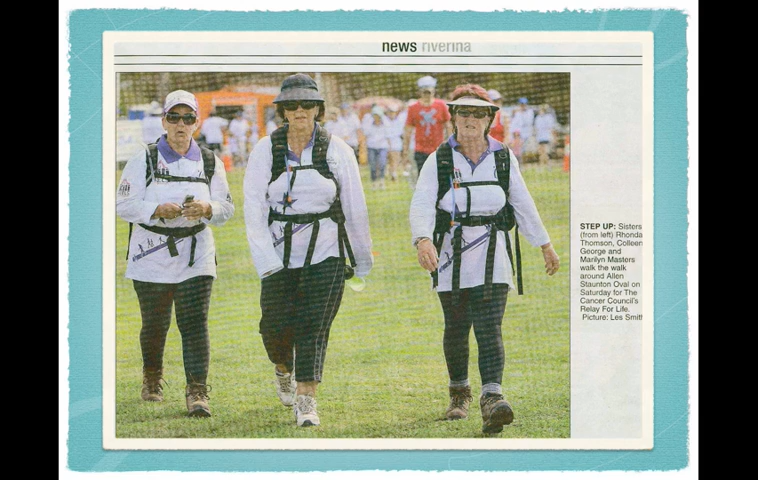 news riverina
STEP UP: Sisters
(from left) Rhonda
Thomson, Colleen
George and
Marilyn Masters
walk the walk
around Allen
Staunton Oval on
Saturday for The
Cancer Council's
Relay For Life.
Picture: Les Smith